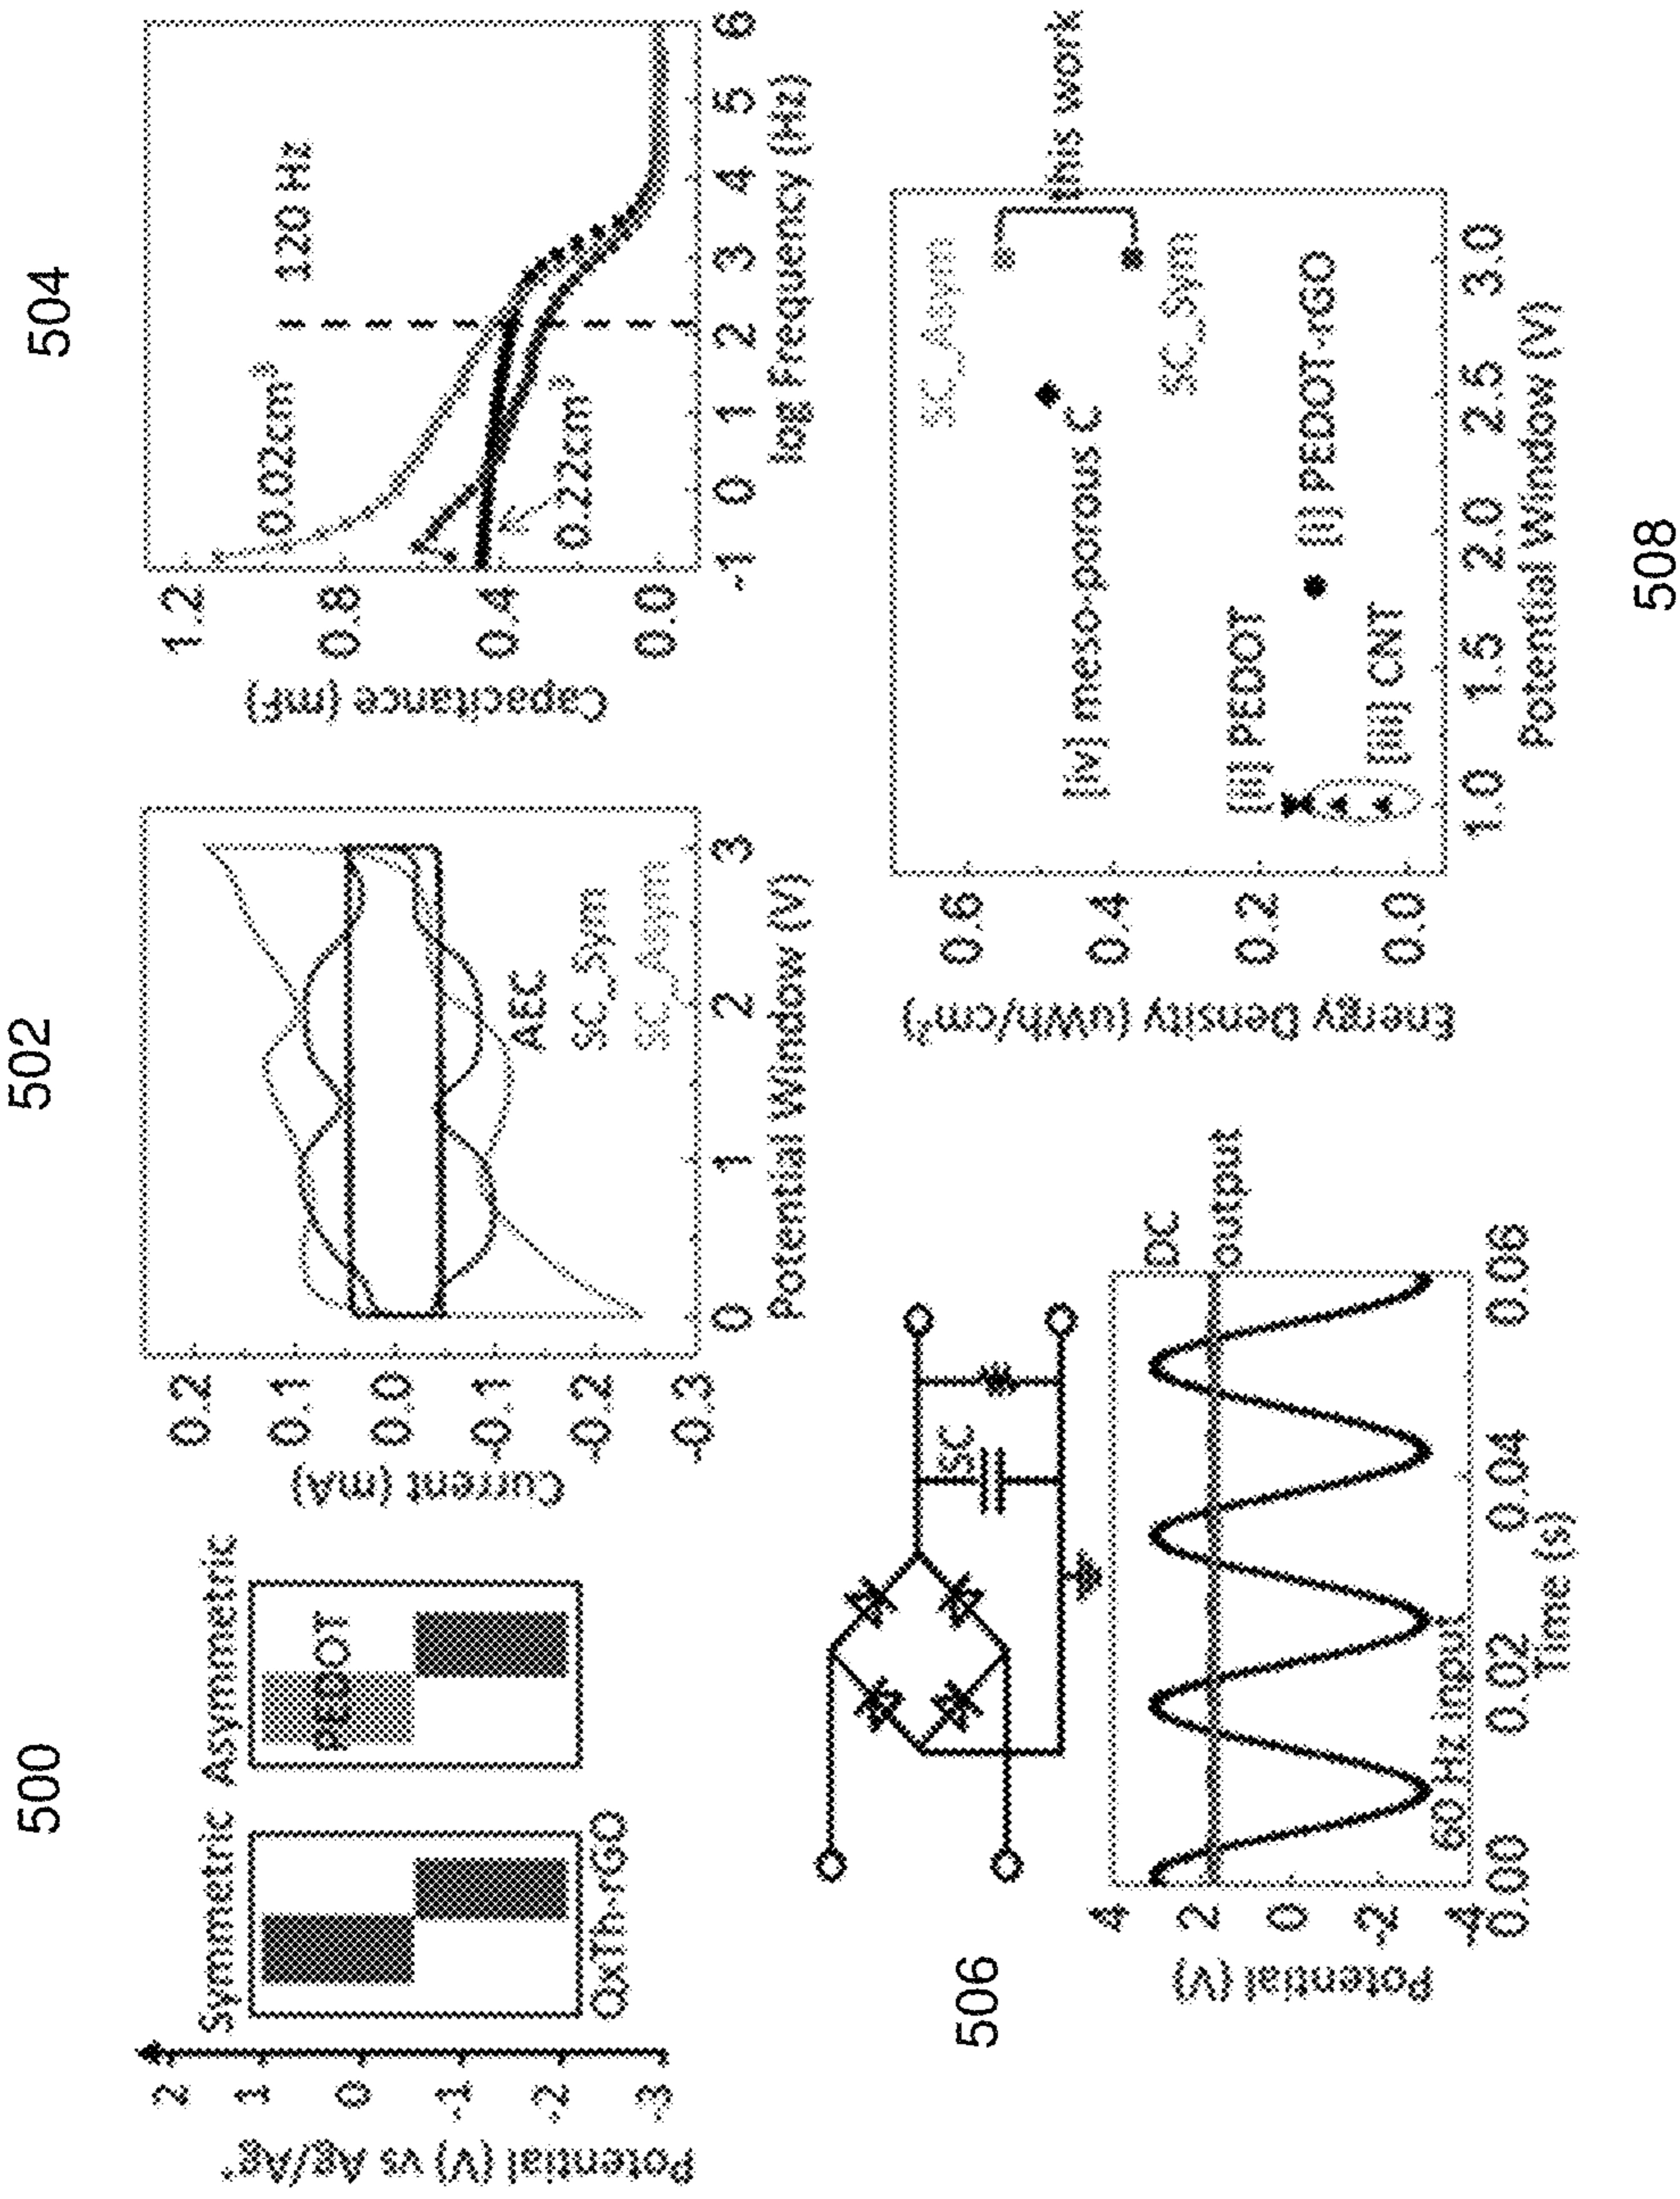 500
Symmetric Asymmetric
PEDOT
OxTh-rGO
Potential (V) vs Ag/Ag⁺
2
1
0
-1
-2
-3
502
Current (mA)
0.2
0.1
0.0
-0.1
-0.2
-0.3
AEC
SC_Sym
SC_Asym
0 1 2 3
Potential Window (V)
504
Capacitance (mF)
1.2
0.8
0.4
0.0
0.02cm³
120 Hz
0.22cm³
-1 0 1 2 3 4 5 6
log Frequency (Hz)
506
SC
Potential (V)
4
2
0
-2
-4
DC
output
60 Hz input
0.00 0.02 0.04 0.06
Time (s)
Energy Density (uWh/cm²)
0.6
0.4
0.2
0.0
SC_Asym
this work
[iv] meso-porous C
SC_Sym
[ii] PEDOT
[i] PEDOT-rGO
[iii] CNT
1.0 1.5 2.0 2.5 3.0
Potential Window (V)
508